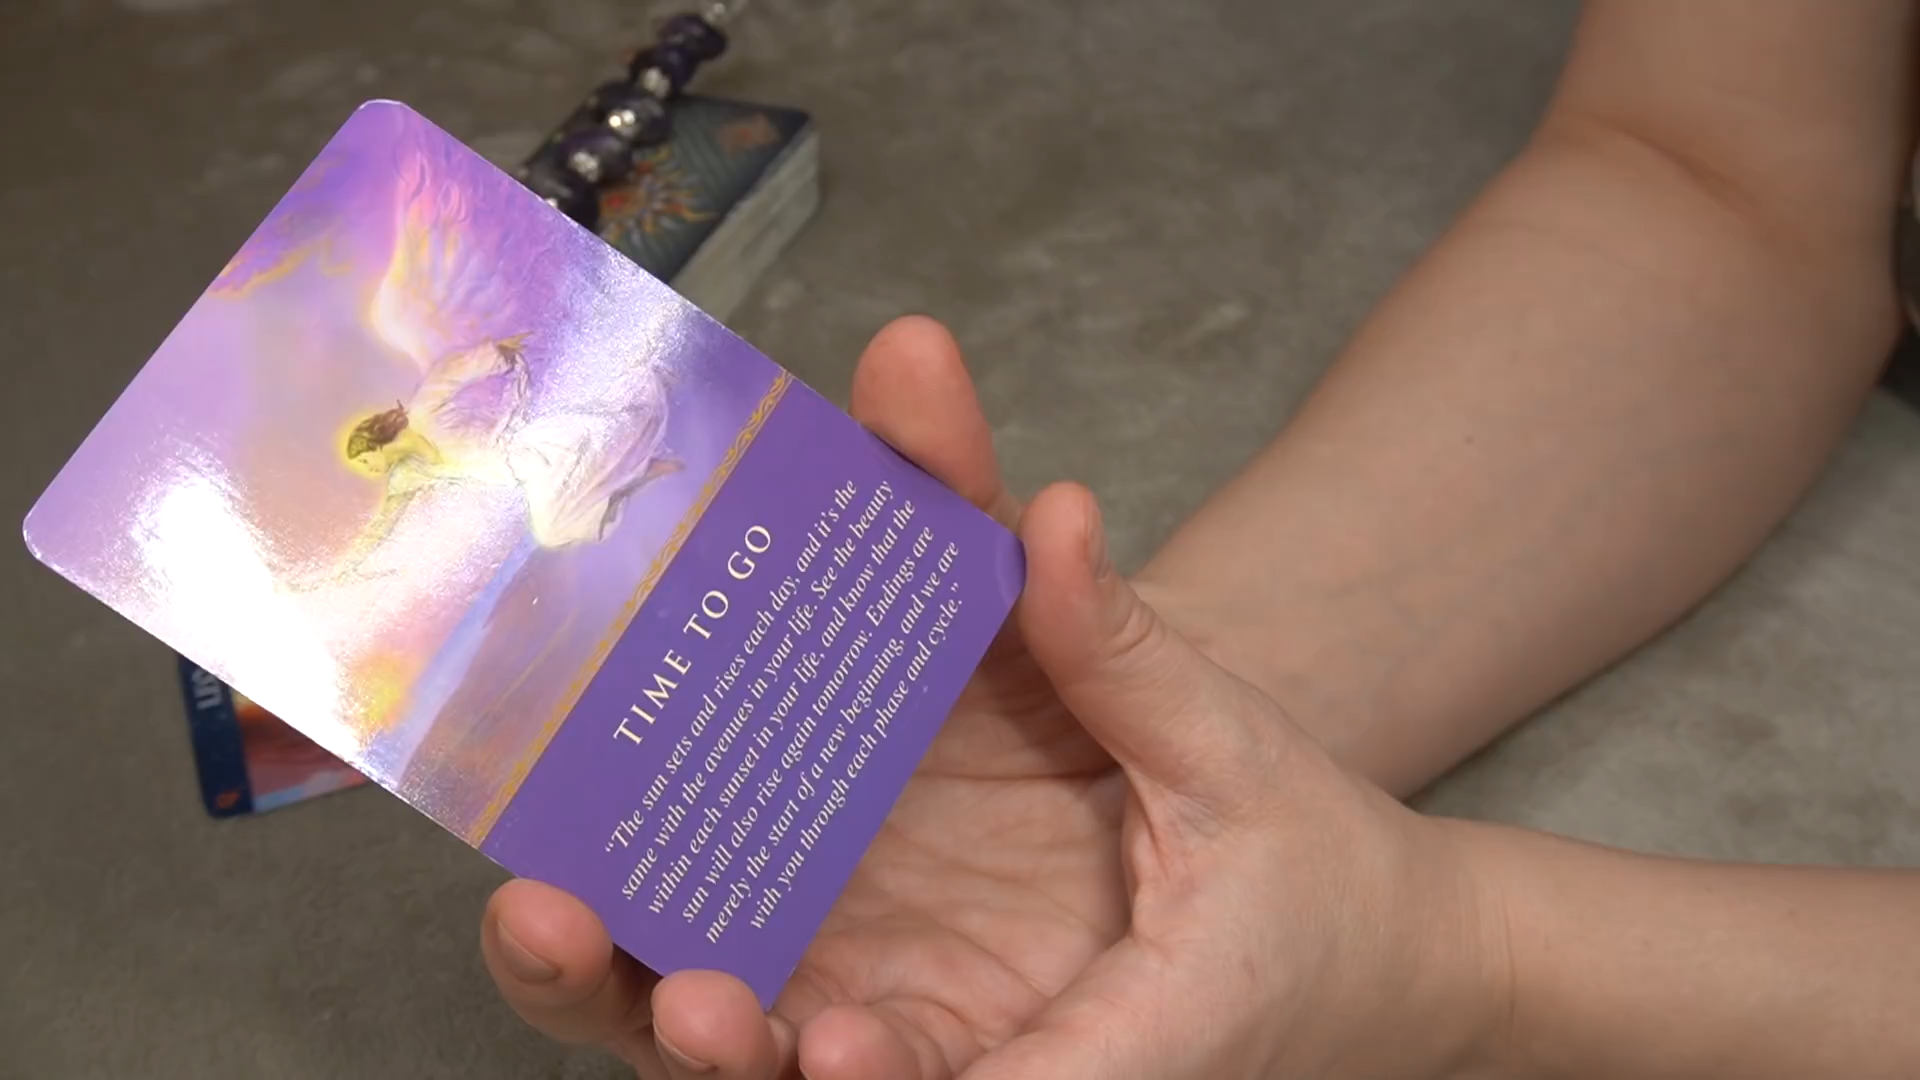 TIME TO GO
“The sun sets and rises each day, and it's the
same with the avenues in your life. See the beauty
within each sunset in your life, and know that the
sun will also rise again tomorrow. Endings are
merely the start of a new beginning, and we are
with you through each phase and cycle.”